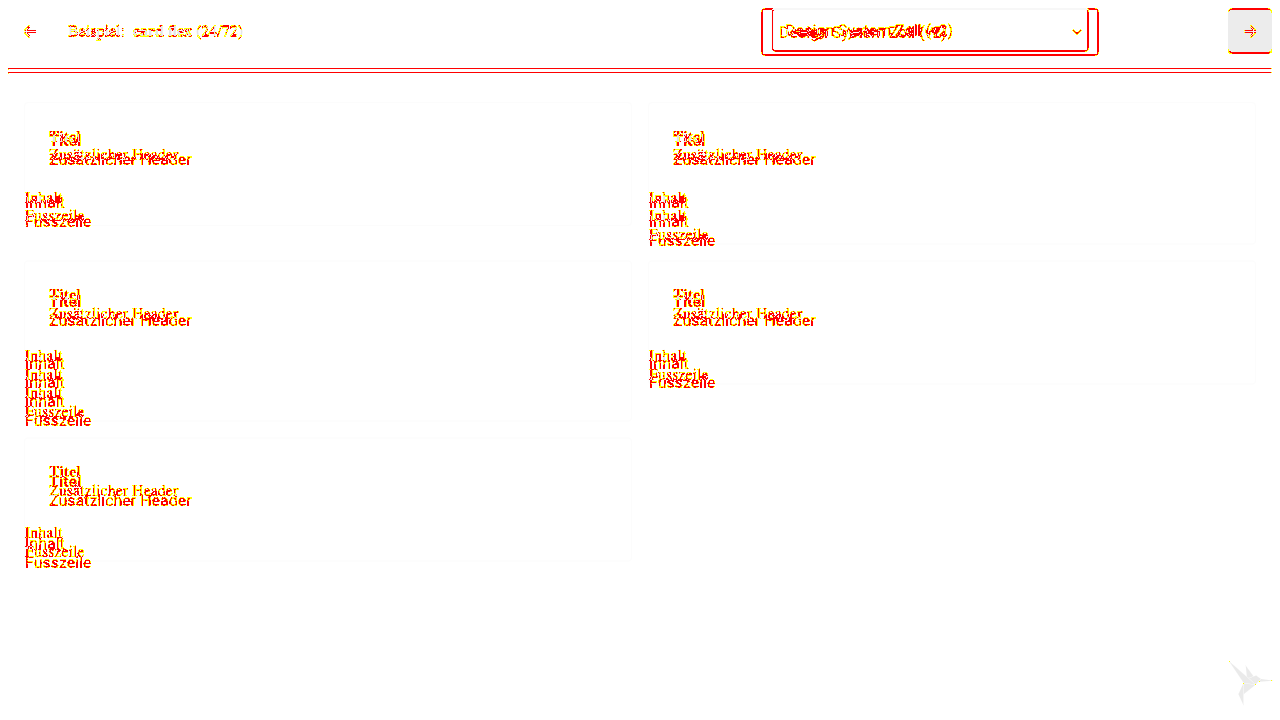 Beispiel: card flex (24/72)
Design System Zoll (v2)
Titel
Zusätzlicher Header
Inhalt
Fusszeile
Titel
Zusätzlicher Header
Inhalt
Inhalt
Fusszeile
Titel
Zusätzlicher Header
Inhalt
Inhalt
Inhalt
Fusszeile
Titel
Zusätzlicher Header
Inhalt
Fusszeile
Titel
Zusätzlicher Header
Inhalt
Fusszeile